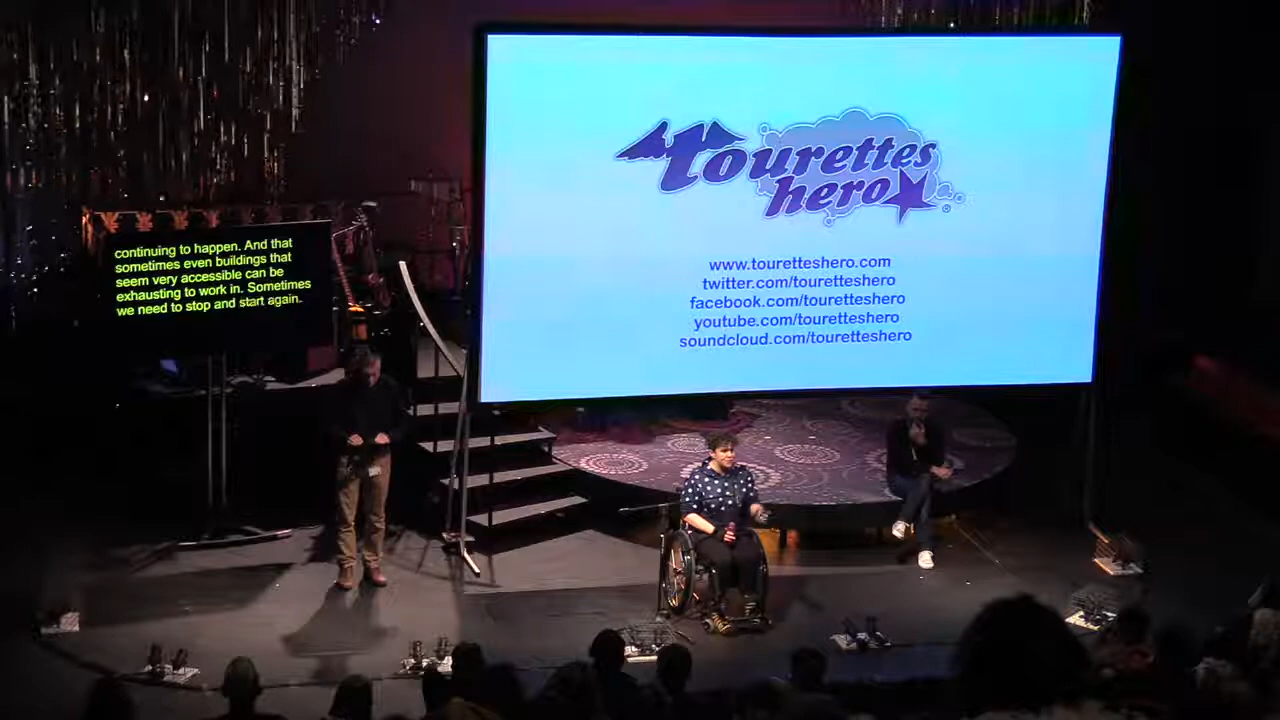 continuing to happen. And that
sometimes even buildings that
seem very accessible can be
exhausting to work in. Sometimes
we need to stop and start again.
tourettes
hero
®
www.touretteshero.com
twitter.com/touretteshero
facebook.com/touretteshero
youtube.com/touretteshero
soundcloud.com/touretteshero